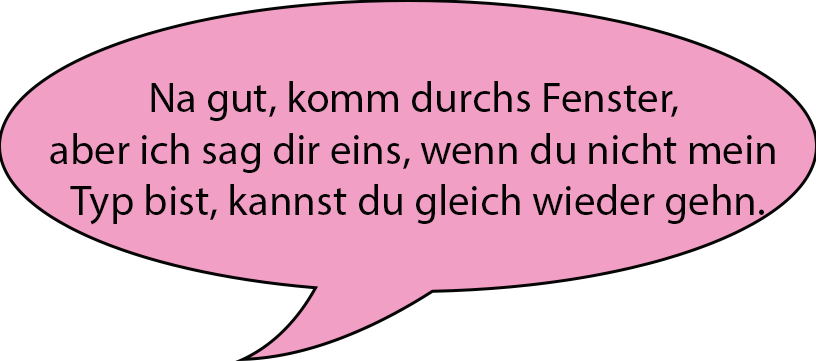 Na gut, komm durchs Fenster,
aber ich sag dir eins, wenn du nicht mein
Typ bist, kannst du gleich wieder gehn.